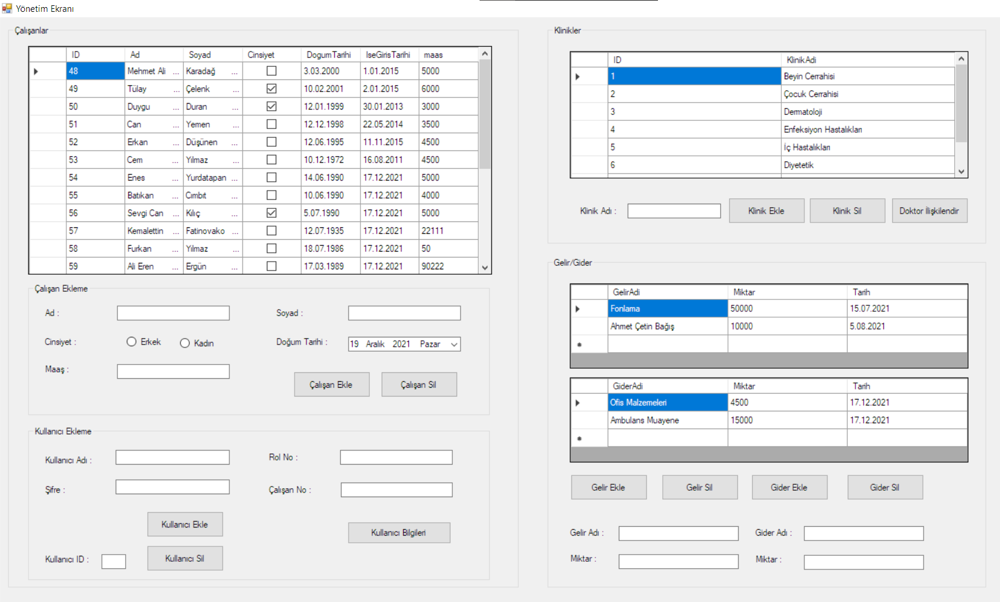 Yönetim Ekranı
Çalışanlar
ID Ad Soyad Cinsiyet DogumTarihi IseGirisTarihi maas
48 Mehmet Ali ... Karadağ ... 3.03.2000 1.01.2015 5000
49 Tülay ... Çelenk ... 10.02.2001 2.01.2015 6000
50 Duygu ... Duran ... 12.01.1999 30.01.2013 3000
51 Can ... Yemen ... 12.12.1998 22.05.2014 3500
52 Erkan ... Düşünen ... 12.06.1995 11.11.2015 4500
53 Cem ... Yılmaz ... 10.12.1972 16.08.2011 4500
54 Enes ... Yurdatapan ... 14.06.1990 17.12.2021 5000
55 Batıkan ... Cımbıt ... 10.06.1990 17.12.2021 4000
56 Sevgi Can ... Kılıç ... 5.07.1990 17.12.2021 5000
57 Kemalettin ... Fatinovako ... 12.07.1935 17.12.2021 22111
58 Furkan ... Yılmaz ... 18.07.1986 17.12.2021 50
59 Ali Eren ... Ergün ... 17.03.1989 17.12.2021 90222
Çalışan Ekleme
Ad :
Soyad :
Cinsiyet :
Erkek
Kadın
Doğum Tarihi :
19 Aralık 2021 Pazar
Maaş :
Çalışan Ekle
Çalışan Sil
Kullanıcı Ekleme
Kullanıcı Adı :
Rol No :
Şifre :
Çalışan No :
Kullanıcı Ekle
Kullanıcı Bilgileri
Kullanıcı ID :
Kullanıcı Sil
Klinikler
ID KlinikAdi
1 Beyin Cerrahisi
2 Çocuk Cerrahisi
3 Dermatoloji
4 Enfeksiyon Hastalıkları
5 İç Hastalıkları
6 Diyetetik
Klinik Adı :
Klinik Ekle
Klinik Sil
Doktor İlişkilendir
Gelir/Gider
GelirAdi Miktar Tarih
Fonlama 50000 15.07.2021
Ahmet Çetin Bağış 10000 5.08.2021
GiderAdi Miktar Tarih
Ofis Malzemeleri 4500 17.12.2021
Ambulans Muayene 15000 17.12.2021
Gelir Ekle
Gelir Sil
Gider Ekle
Gider Sil
Gelir Adı :
Gider Adı :
Miktar :
Miktar :